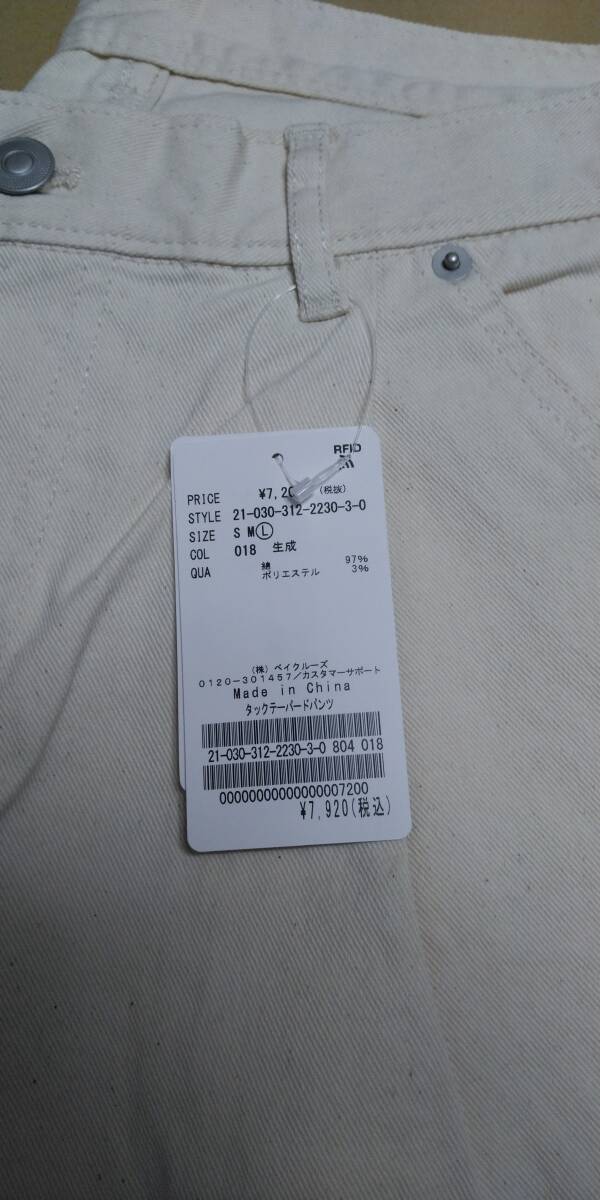 RFID
PRICE ¥7,20 (税抜)
STYLE 21-030-312-2230-3-0
SIZE S M L
COL 018 生成
QUA 綿 97%
ポリエステル 3%
(株)ベイクルーズ
0120-301457/カスタマーサポート
Made in China
タックテーパードパンツ
21-030-312-2230-3-0 804 018
00000000000000007200
¥7,920(税込)